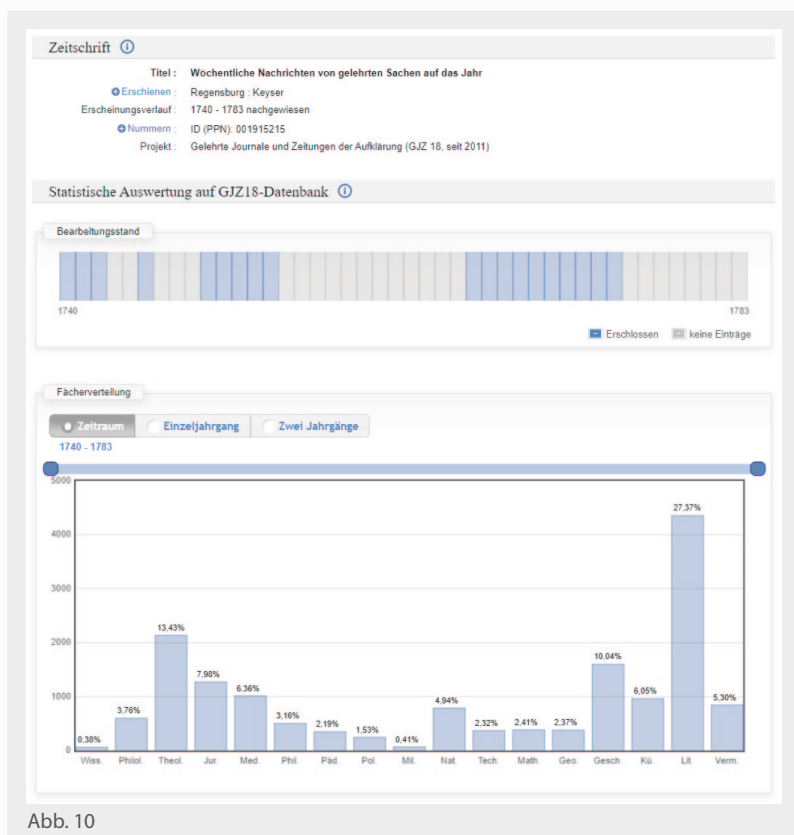 Zeitschrift
Titel : Wochentliche Nachrichten von gelehrten Sachen auf das Jahr
Erschienen : Regensburg : Keyser
Erscheinungsverlauf : 1740 - 1783 nachgewiesen
Nummern : ID (PPN): 001915215
Projekt : Gelehrte Journale und Zeitungen der Aufklärung (GJZ 18, seit 2011)
Statistische Auswertung auf GJZ18-Datenbank
Bearbeitungsstand
1740 1783
Erschlossen keine Einträge
Fächerverteilung
Zeitraum Einzeljahrgang Zwei Jahrgänge
1740 - 1783
5000
27,37%
4000
3000
13,43%
2000
10,04%
7,98%
6,36%
6,05%
5,30%
4,94%
1000
3,76%
3,16%
2,19%
2,32% 2,41% 2,37%
1,53%
0,38% 0,41%
0
Wiss. Philol. Theol. Jur. Med. Phil. Päd. Pol. Mil. Nat. Tech. Math. Geo. Gesch. Kü. Lit. Verm.
Abb. 10